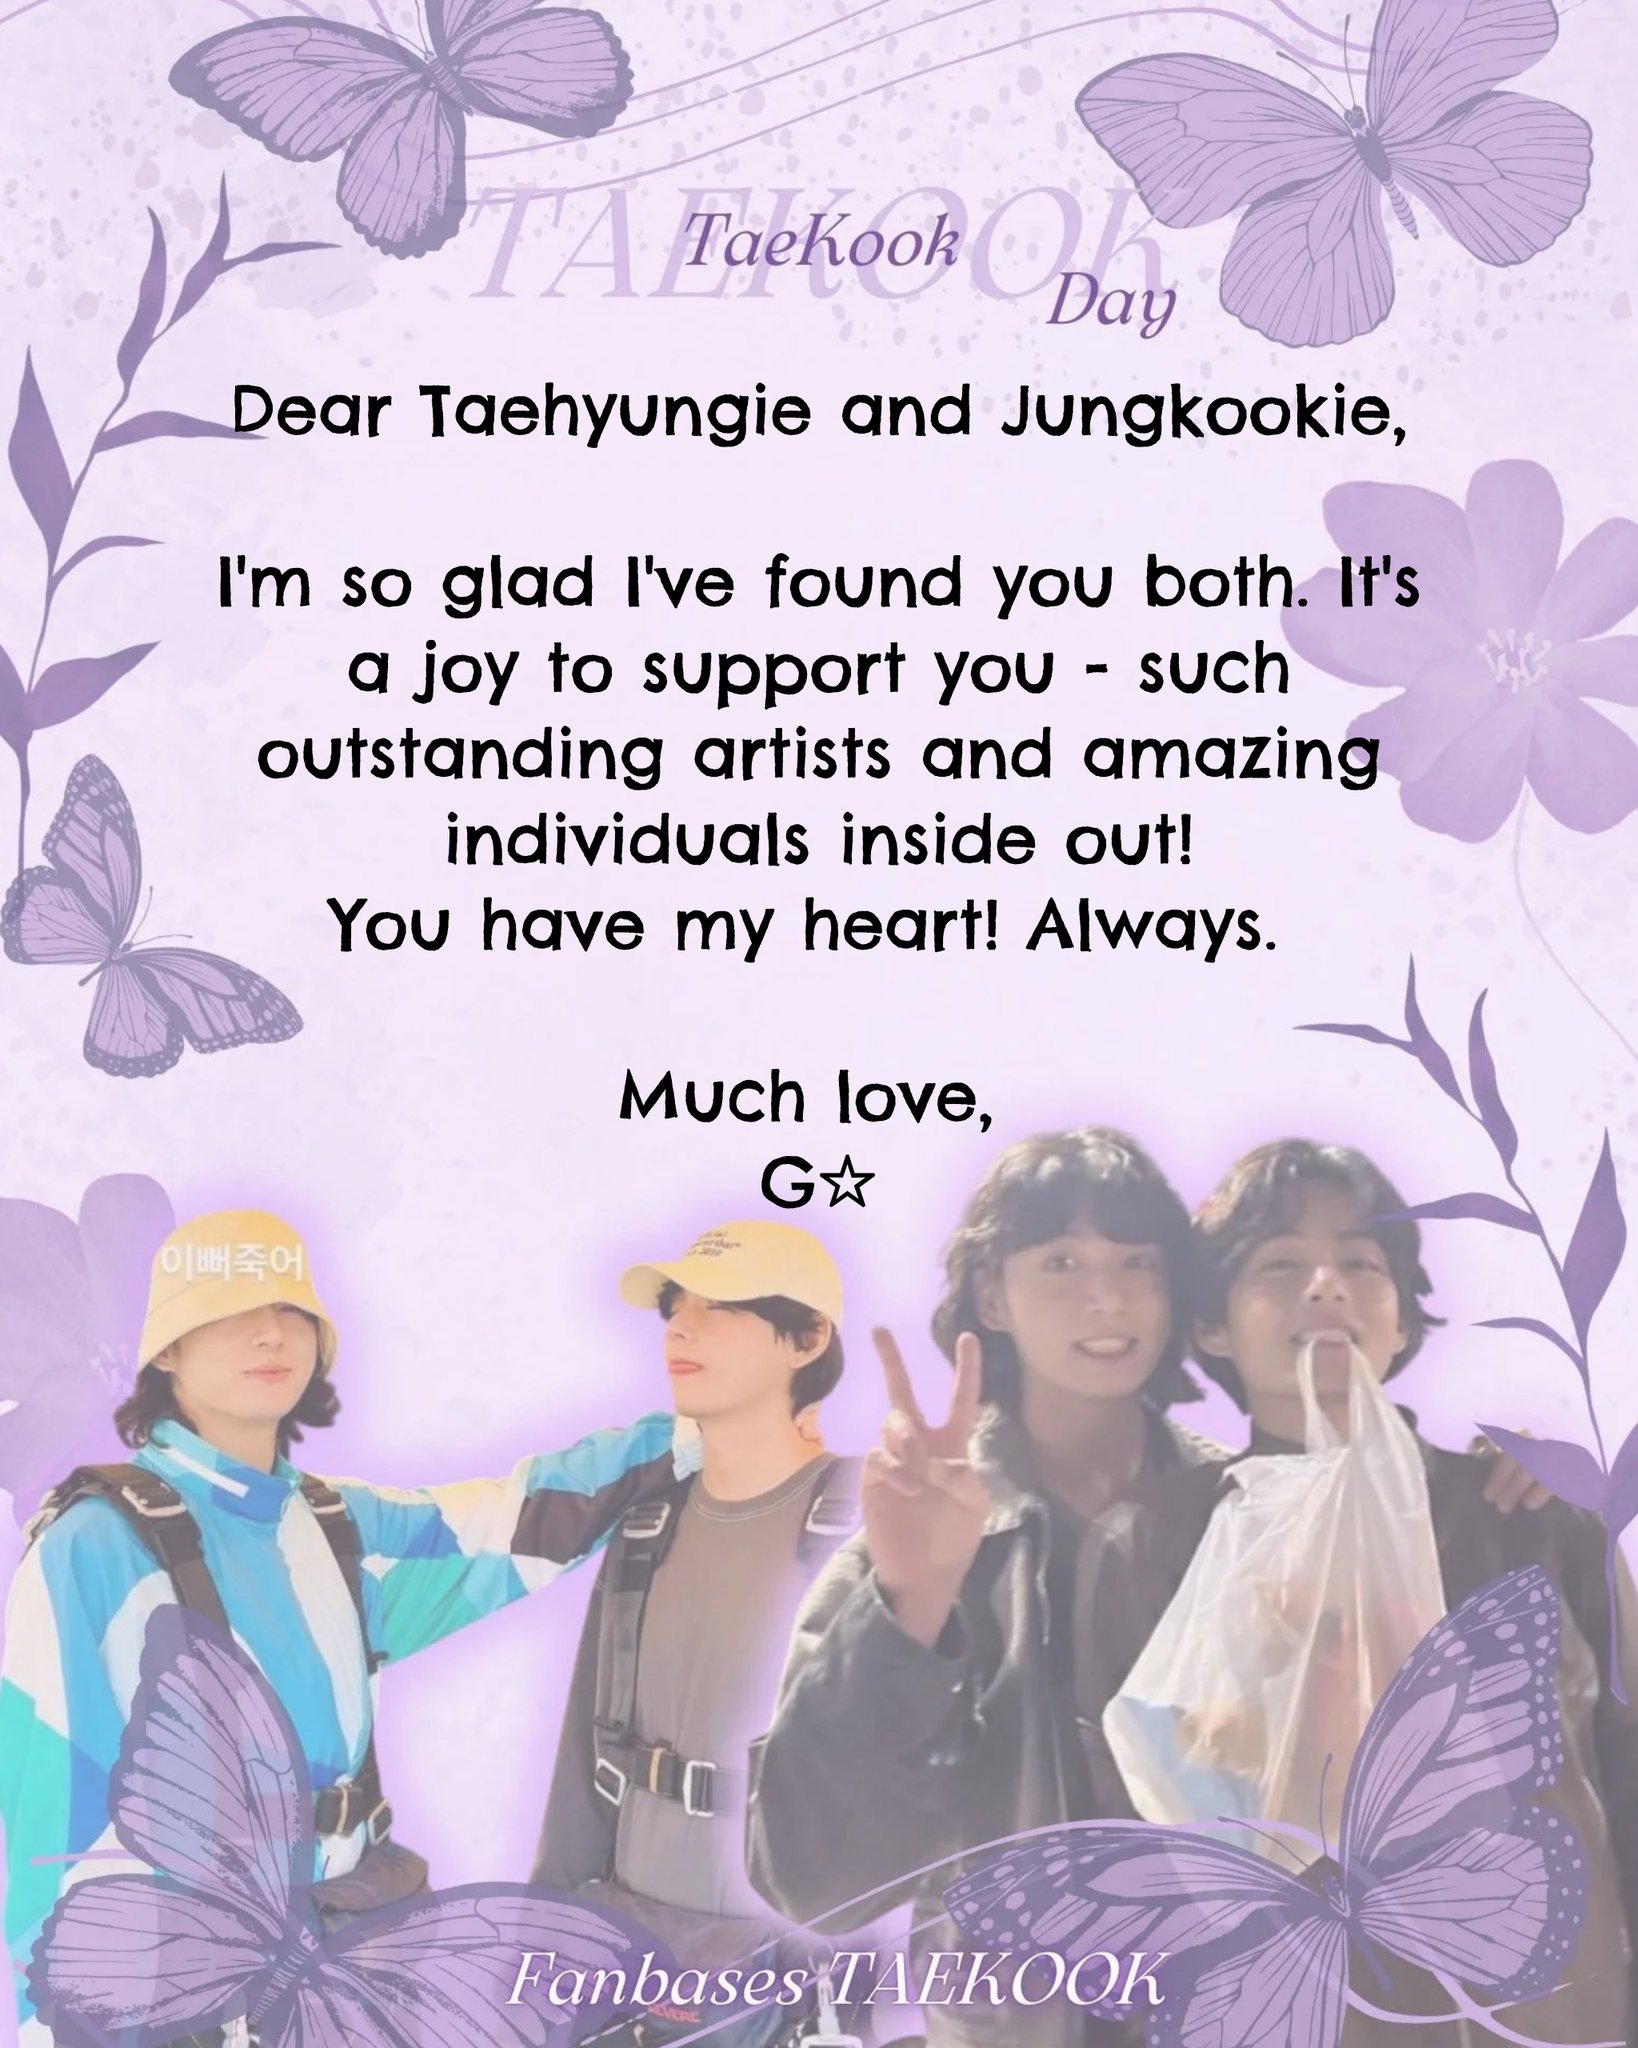 TAEKOOK
TaeKook
Day
Dear Taehyungie and Jungkookie,
I'm so glad I've found you both. It's
a joy to support you - such
outstanding artists and amazing
individuals inside out!
You have my heart! Always.
Much love,
G☆
이뻐죽어
2010
Fanbases TAEKOOK